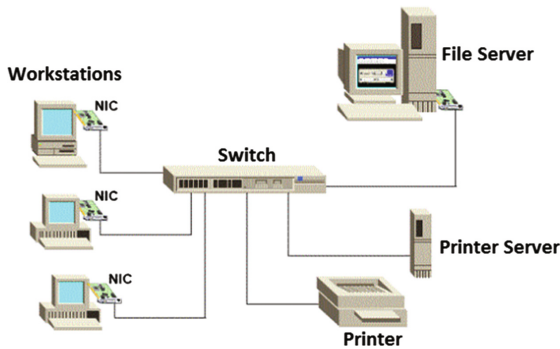 File Server
Workstations
NIC
Switch
NIC
Printer Server
NIC
Printer